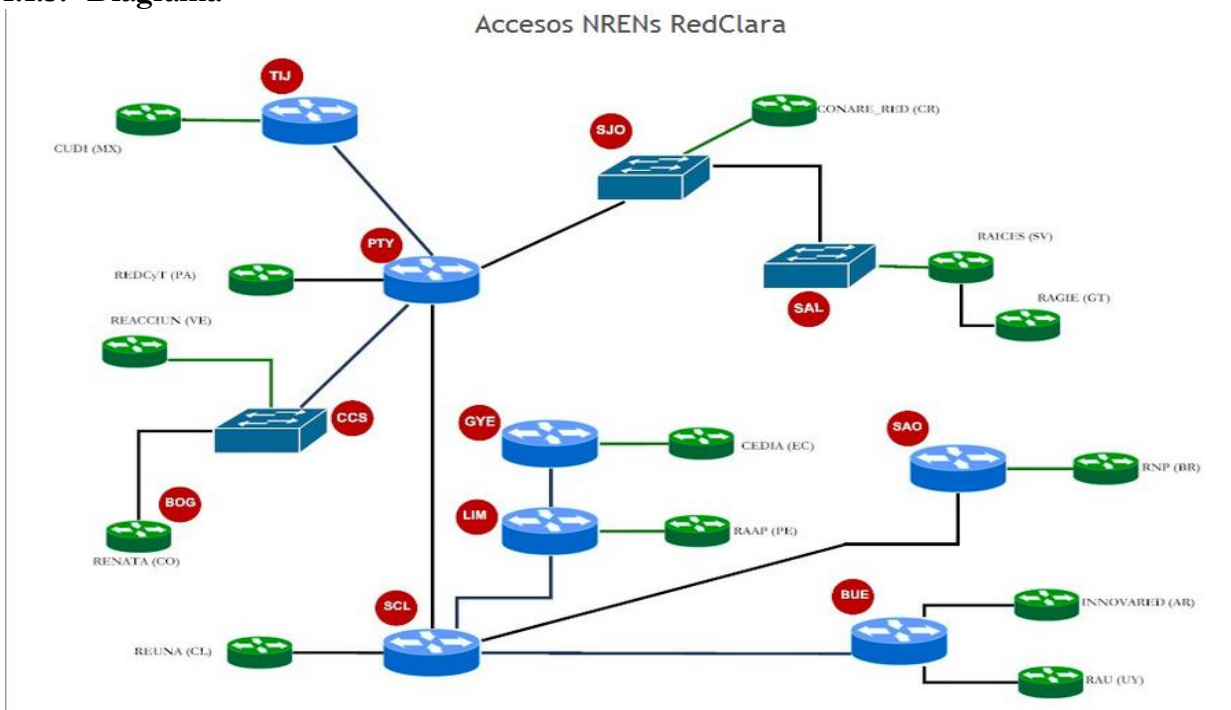 Diagrama
Accesos NRENs RedClara
TIJ
CUDI (MX)
SJO
CONARE_RED (CR)
PTY
REDCyT (PA)
RAICES (SV)
SAL
RAGIE (GT)
REACCIUN (VE)
CCS
GYE
CEDIA (EC)
SAO
RNP (BR)
BOG
RENATA (CO)
LIM
RAAP (PE)
SCL
REUNA (CL)
BUE
INNOVARED (AR)
RAU (UY)